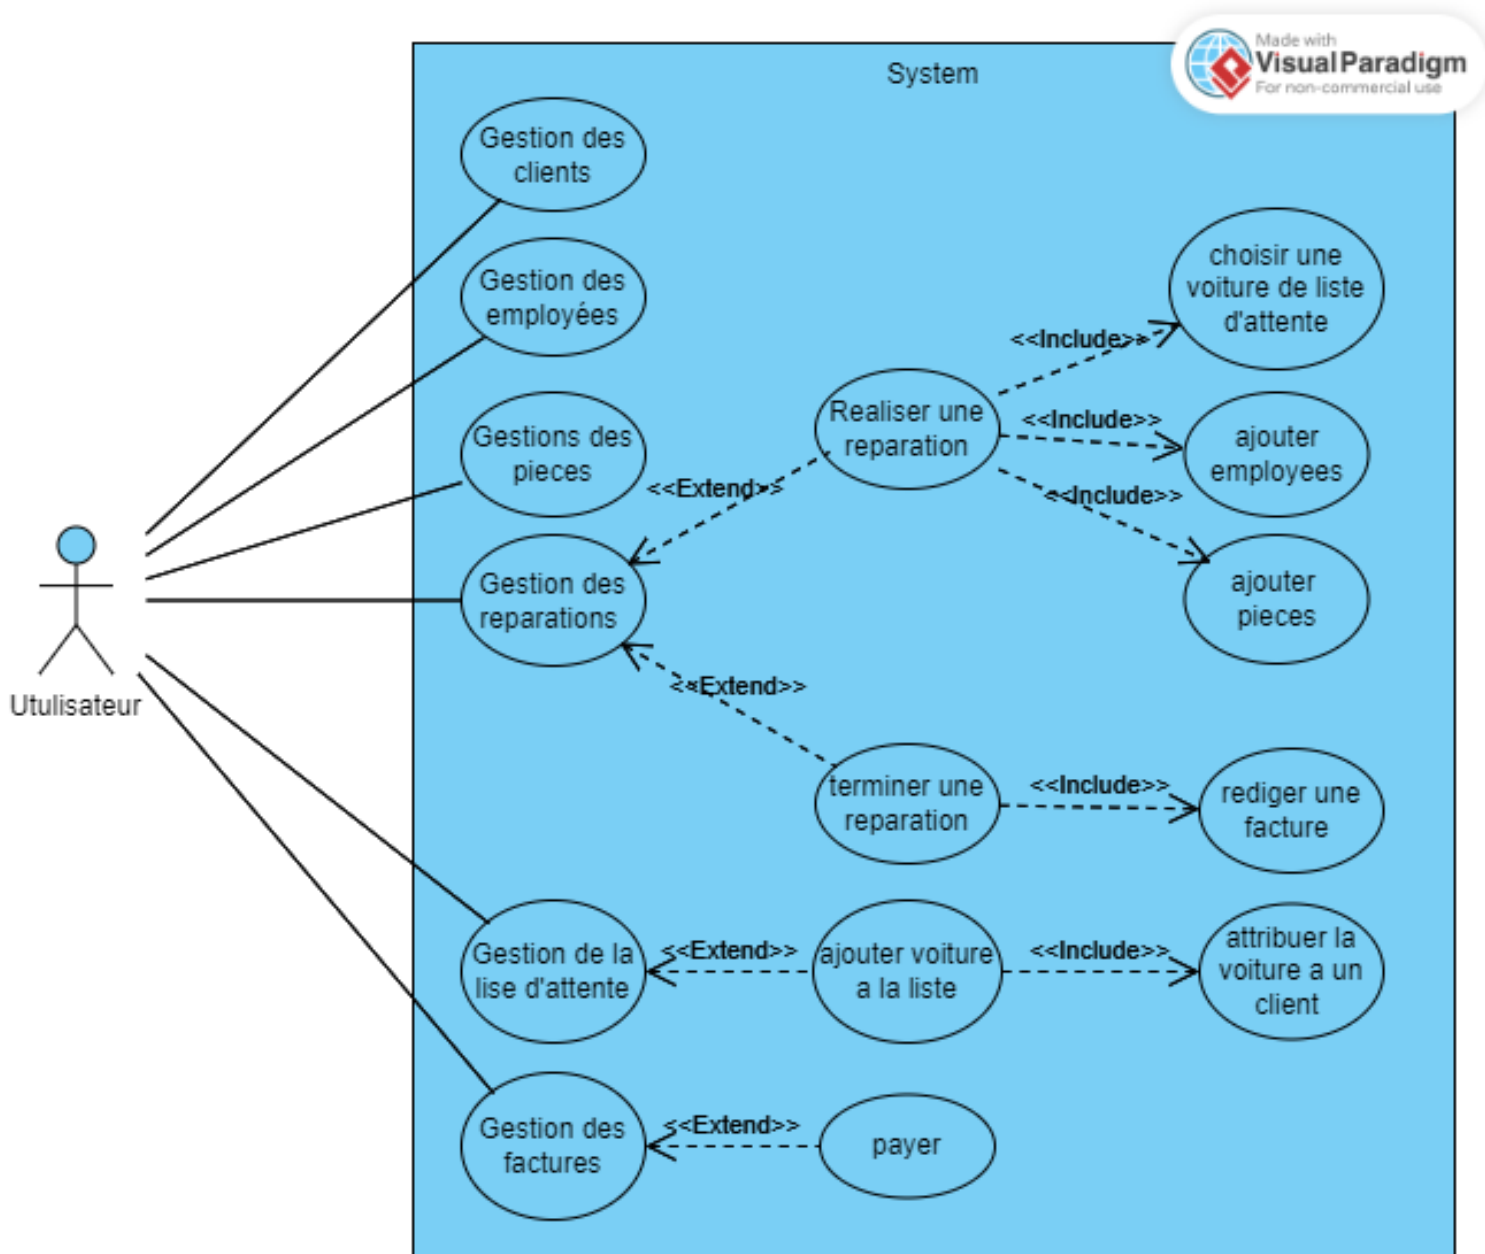 Made with
Visual Paradigm
For non-commercial use
System
Gestion des
clients
Gestion des
employées
Gestions des
pieces
Gestion des
reparations
Utulisateur
Realiser une
reparation
<<Extend>>
<<Include>>
choisir une
voiture de liste
d'attente
<<Include>>
ajouter
employees
<<Include>>
ajouter
pieces
<<Extend>>
terminer une
reparation
<<Include>>
rediger une
facture
Gestion de la
lise d'attente
<<Extend>>
ajouter voiture
a la liste
<<Include>>
attribuer la
voiture a un
client
Gestion des
factures
<<Extend>>
payer